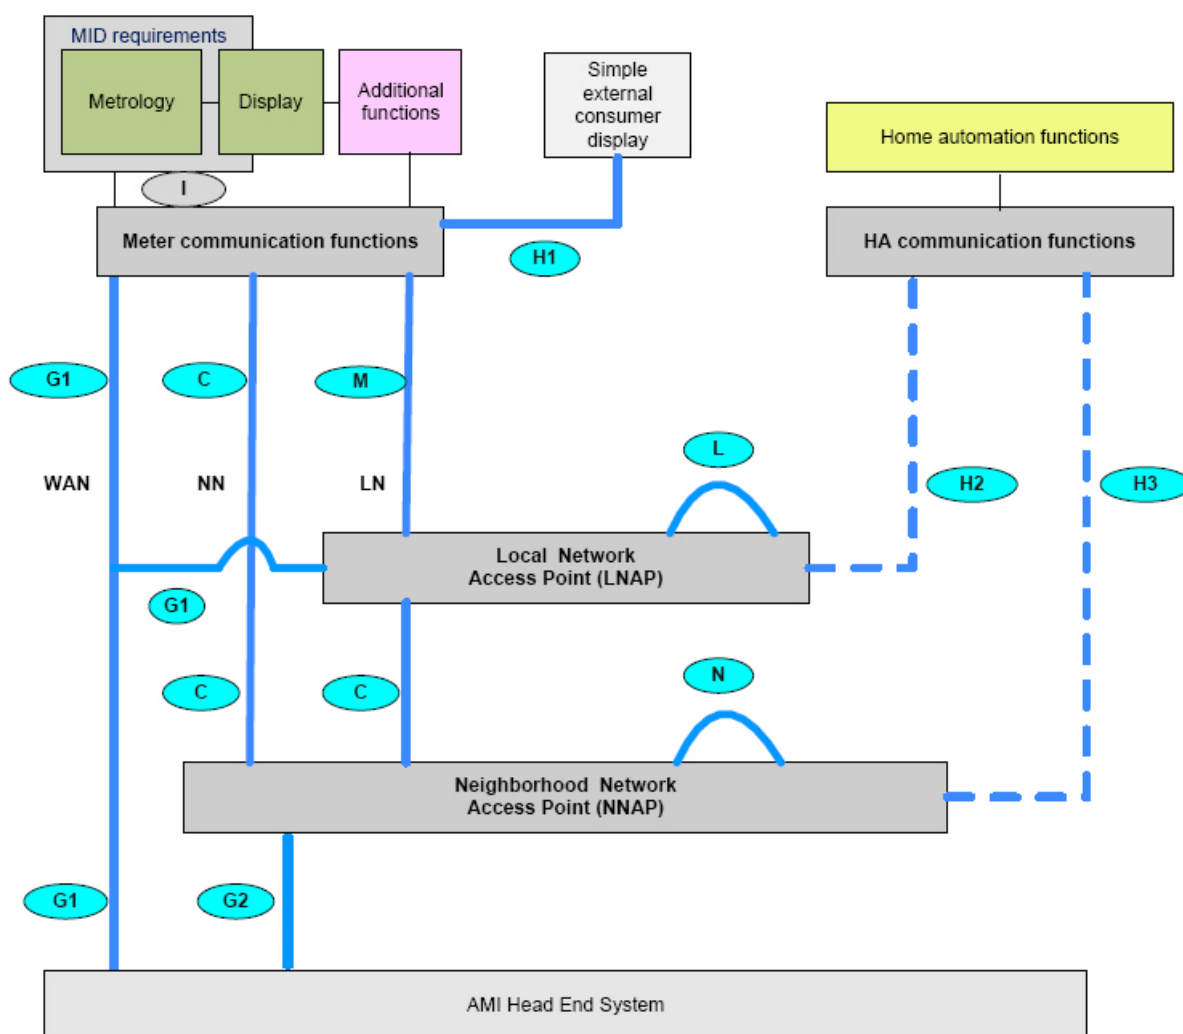 MID requirements
Metrology
Display
Additional
functions
Simple
external
consumer
display
Home automation functions
I
Meter communication functions
HA communication functions
H1
G1
C
M
L
WAN
NN
LN
H2
H3
Local Network
Access Point (LNAP)
G1
C
C
N
Neighborhood Network
Access Point (NNAP)
G1
G2
AMI Head End System